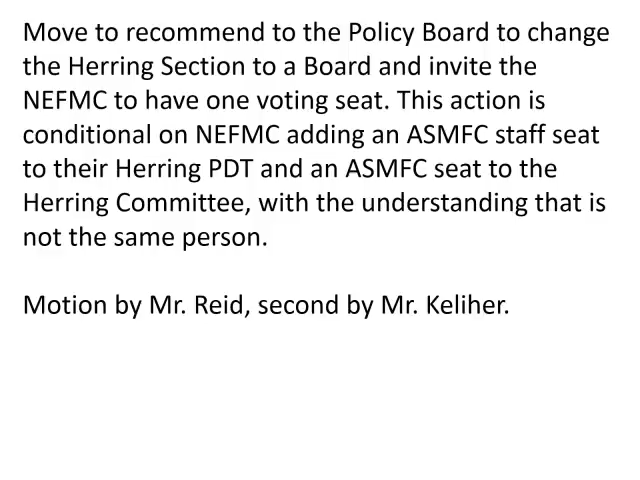 Move to recommend to the Policy Board to change
the Herring Section to a Board and invite the
NEFMC to have one voting seat. This action is
conditional on NEFMC adding an ASMFC staff seat
to their Herring PDT and an ASMFC seat to the
Herring Committee, with the understanding that is
not the same person.
Motion by Mr. Reid, second by Mr. Keliher.